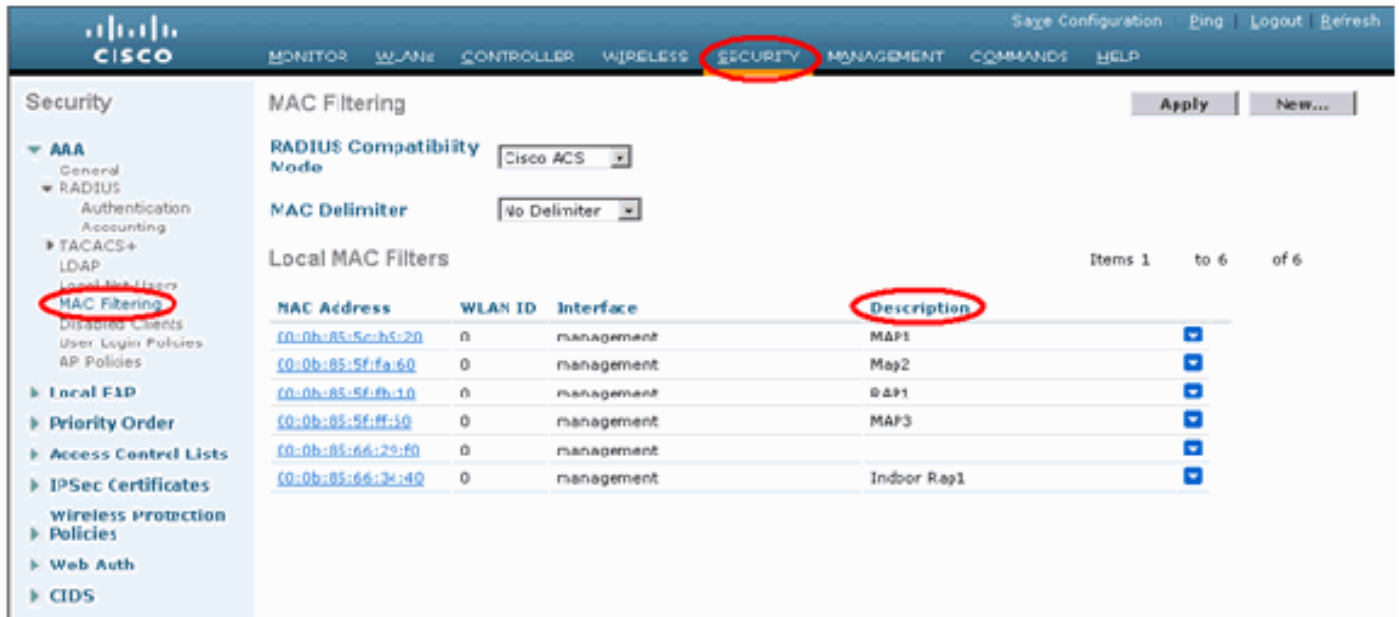 Save Configuration Ping Logout Refresh
CISCO
MONITOR WLANs CONTROLLER WIRELESS SECURITY MANAGEMENT COMMANDS HELP
Security
MAC Filtering
Apply New...
AAA
General
RADIUS
Authentication
Accounting
TACACS+
LDAP
Local Net Users
MAC Filtering
Disabled Clients
User Login Policies
AP Policies
Local EAP
Priority Order
Access Control Lists
IPSec Certificates
Wireless Protection
Policies
Web Auth
CIDS
RADIUS Compatibility
Mode
Cisco ACS
MAC Delimiter
No Delimiter
Local MAC Filters
Items 1 to 6 of 6
MAC Address WLAN ID Interface Description
00:0b:85:5c:b5:20 0 management MAP1
00:0b:85:5f:fa:60 0 management Map2
00:0b:85:5f:fb:10 0 management RAP1
00:0b:85:5f:ff:50 0 management MAP3
00:0b:85:66:29:f0 0 management
0 management Indoor Rap1